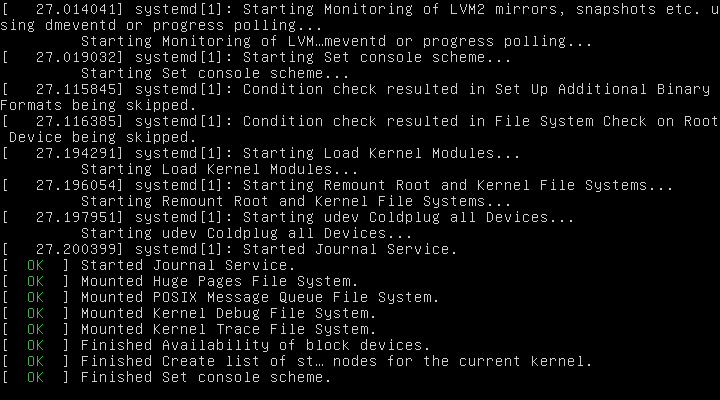 [   27.014041] systemd[1]: Starting Monitoring of LVM2 mirrors, snapshots etc. u
sing dmeventd or progress polling...
         Starting Monitoring of LVM…meventd or progress polling...
[   27.019032] systemd[1]: Starting Set console scheme...
         Starting Set console scheme...
[   27.115845] systemd[1]: Condition check resulted in Set Up Additional Binary
Formats being skipped.
[   27.116385] systemd[1]: Condition check resulted in File System Check on Root
 Device being skipped.
[   27.194291] systemd[1]: Starting Load Kernel Modules...
         Starting Load Kernel Modules...
[   27.196054] systemd[1]: Starting Remount Root and Kernel File Systems...
         Starting Remount Root and Kernel File Systems...
[   27.197951] systemd[1]: Starting udev Coldplug all Devices...
         Starting udev Coldplug all Devices...
[   27.200399] systemd[1]: Started Journal Service.
[  OK  ] Started Journal Service.
[  OK  ] Mounted Huge Pages File System.
[  OK  ] Mounted POSIX Message Queue File System.
[  OK  ] Mounted Kernel Debug File System.
[  OK  ] Mounted Kernel Trace File System.
[  OK  ] Finished Availability of block devices.
[  OK  ] Finished Create list of st… nodes for the current kernel.
[  OK  ] Finished Set console scheme.